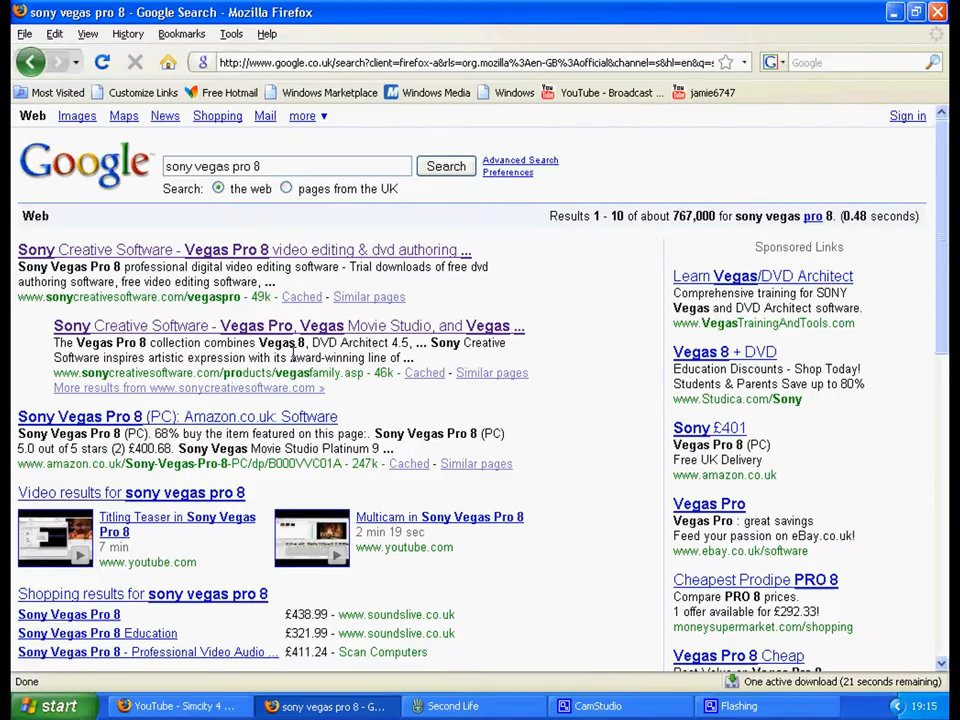 sony vegas pro 8 - Google Search - Mozilla Firefox
File Edit View History Bookmarks Tools Help
http://www.google.co.uk/search?client=firefox-a&rls=org.mozilla%3Aen-GB%3Aofficial&channel=s&hl=en&q=s
Google
Most Visited Customize Links Free Hotmail Windows Marketplace Windows Media Windows YouTube - Broadcast ... jamie6747
Web Images Maps News Shopping Mail more ▼ Sign in
Google sony vegas pro 8 Search Advanced Search
Preferences
Search: the web pages from the UK
Web Results 1 - 10 of about 767,000 for sony vegas pro 8. (0.48 seconds)
Sony Creative Software - Vegas Pro 8 video editing & dvd authoring ...
Sony Vegas Pro 8 professional digital video editing software - Trial downloads of free dvd
authoring software, free video editing software, ...
www.sonycreativesoftware.com/vegaspro - 49k - Cached - Similar pages
Sony Creative Software - Vegas Pro, Vegas Movie Studio, and Vegas ...
The Vegas Pro 8 collection combines Vegas 8, DVD Architect 4.5, ... Sony Creative
Software inspires artistic expression with its award-winning line of ...
www.sonycreativesoftware.com/products/vegasfamily.asp - 46k - Cached - Similar pages
More results from www.sonycreativesoftware.com »
Sony Vegas Pro 8 (PC): Amazon.co.uk: Software
Sony Vegas Pro 8 (PC). 68% buy the item featured on this page:. Sony Vegas Pro 8 (PC)
5.0 out of 5 stars (2) £400.68. Sony Vegas Movie Studio Platinum 9 ...
www.amazon.co.uk/Sony-Vegas-Pro-8-PC/dp/B000VVC01A - 247k - Cached - Similar pages
Video results for sony vegas pro 8
Titling Teaser in Sony Vegas
Pro 8
7 min
www.youtube.com
Multicam in Sony Vegas Pro 8
2 min 19 sec
www.youtube.com
Shopping results for sony vegas pro 8
Sony Vegas Pro 8 £438.99 - www.soundslive.co.uk
Sony Vegas Pro 8 Education £321.99 - www.soundslive.co.uk
Sony Vegas Pro 8 - Professional Video Audio ... £411.24 - Scan Computers
Sponsored Links
Learn Vegas/DVD Architect
Comprehensive training for SONY
Vegas and DVD Architect software.
www.VegasTrainingAndTools.com
Vegas 8 + DVD
Education Discounts - Shop Today!
Students & Parents Save up to 80%
www.Studica.com/Sony
Sony £401
Vegas Pro 8 (PC)
Free UK Delivery
www.amazon.co.uk
Vegas Pro
Vegas Pro : great savings
Feed your passion on eBay.co.uk!
www.ebay.co.uk/software
Cheapest Prodipe PRO 8
Compare PRO 8 prices.
1 offer available for £292.33!
moneysupermarket.com/shopping
Vegas Pro 8 Cheap
Done One active download (21 seconds remaining)
start YouTube - Simcity 4 ... sony vegas pro 8 - G... Second Life CamStudio Flashing 19:15